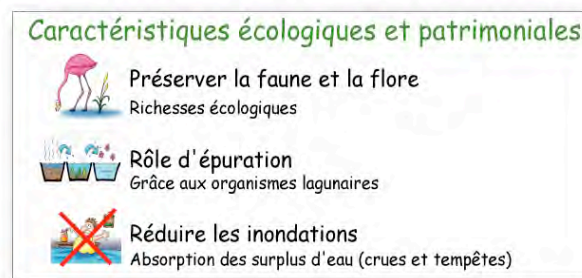 Caractéristiques écologiques et patrimoniales
Préserver la faune et la flore
Richesses écologiques
Rôle d'épuration
Grâce aux organismes lagunaires
Réduire les inondations
Absorption des surplus d'eau (crues et tempêtes)